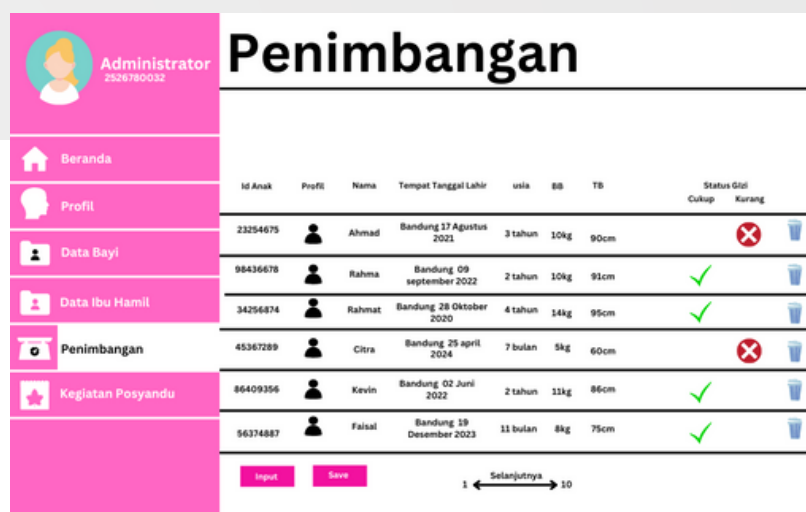 Administrator
2526780032
Beranda
Profil
Data Bayi
Data Ibu Hamil
Penimbangan
Kegiatan Posyandu
Penimbangan
Id Anak Profil Nama Tempat Tanggal Lahir usia BB TB Status GIzi
Cukup Kurang
23254675 Ahmad Bandung 17 Agustus 3 tahun 10kg 90cm
2021
98436678 Rahma Bandung 09 2 tahun 10kg 91cm
september 2022
34256874 Rahmat Bandung 28 Oktober 4 tahun 14kg 95cm
2020
45367289 Citra Bandung 25 april 7 bulan 5kg 60cm
2024
86409356 Kevin Bandung 02 Juni 2 tahun 11kg 86cm
2022
56374887 Faisal Bandung 19 11 bulan 8kg 75cm
Desember 2023
Input Save Selanjutnya
1 10